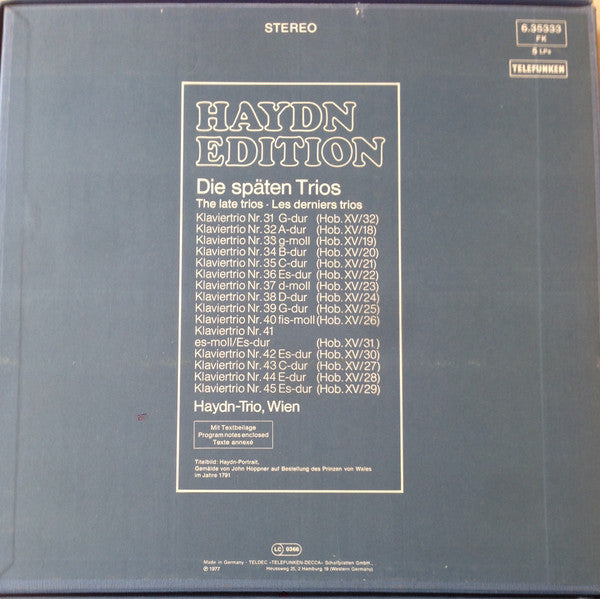 STEREO
6.35333
FK
5 LPs
TELEFUNKEN
HAYDN
EDITION
Die späten Trios
The late trios · Les derniers trios
Klaviertrio Nr. 31 G-dur (Hob. XV/32)
Klaviertrio Nr. 32 A-dur (Hob. XV/18)
Klaviertrio Nr. 33 g-moll (Hob. XV/19)
Klaviertrio Nr. 34 B-dur (Hob. XV/20)
Klaviertrio Nr. 35 C-dur (Hob. XV/21)
Klaviertrio Nr. 36 Es-dur (Hob. XV/22)
Klaviertrio Nr. 37 d-moll (Hob. XV/23)
Klaviertrio Nr. 38 D-dur (Hob. XV/24)
Klaviertrio Nr. 39 G-dur (Hob. XV/25)
Klaviertrio Nr. 40 fis-moll (Hob. XV/26)
Klaviertrio Nr. 41
es-moll/Es-dur (Hob. XV/31)
Klaviertrio Nr. 42 Es-dur (Hob. XV/30)
Klaviertrio Nr. 43 C-dur (Hob. XV/27)
Klaviertrio Nr. 44 E-dur (Hob. XV/28)
Klaviertrio Nr. 45 Es-dur (Hob. XV/29)
Haydn-Trio, Wien
Mit Textbeilage
Program notes enclosed
Texte annexé
Titelbild: Haydn-Portrait,
Gemälde von John Hoppner auf Bestellung des Prinzen von Wales
im Jahre 1791
LC 0366
Made in Germany · TELDEC »TELEFUNKEN-DECCA« Schallplatten GmbH.,
℗ 1977 Heussweg 25, 2 Hamburg 19 (Western Germany)